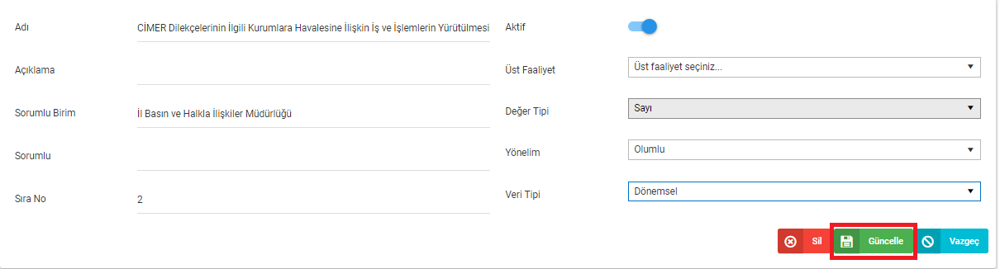 Adı
CİMER Dilekçelerinin İlgili Kurumlara Havalesine İlişkin İş ve İşlemlerin Yürütülmesi
Açıklama
Sorumlu Birim
İl Basın ve Halkla İlişkiler Müdürlüğü
Sorumlu
Sıra No
2
Aktif
Üst Faaliyet
Üst faaliyet seçiniz...
Değer Tipi
Sayı
Yönelim
Olumlu
Veri Tipi
Dönemsel
Sil
Güncelle
Vazgeç